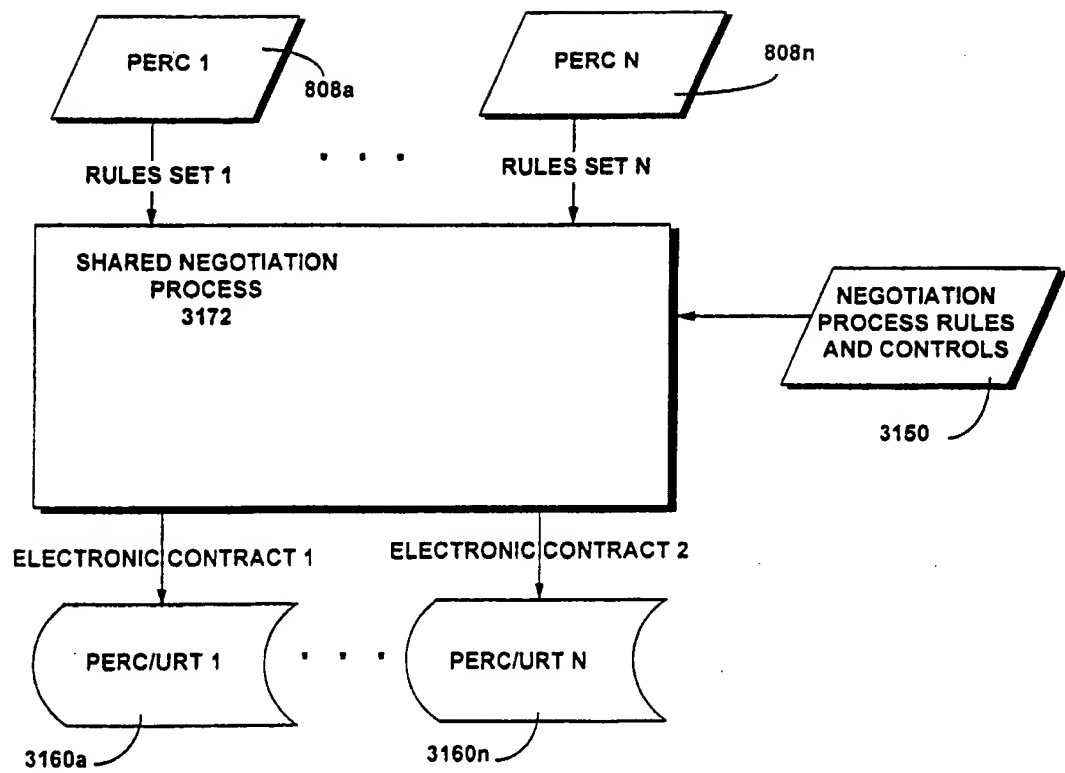 PERC 1
808a
PERC N
808n
RULES SET 1
RULES SET N
SHARED NEGOTIATION
PROCESS
3172
NEGOTIATION
PROCESS RULES
AND CONTROLS
3150
ELECTRONIC CONTRACT 1
ELECTRONIC CONTRACT 2
PERC/URT 1
PERC/URT N
3160a
3160n